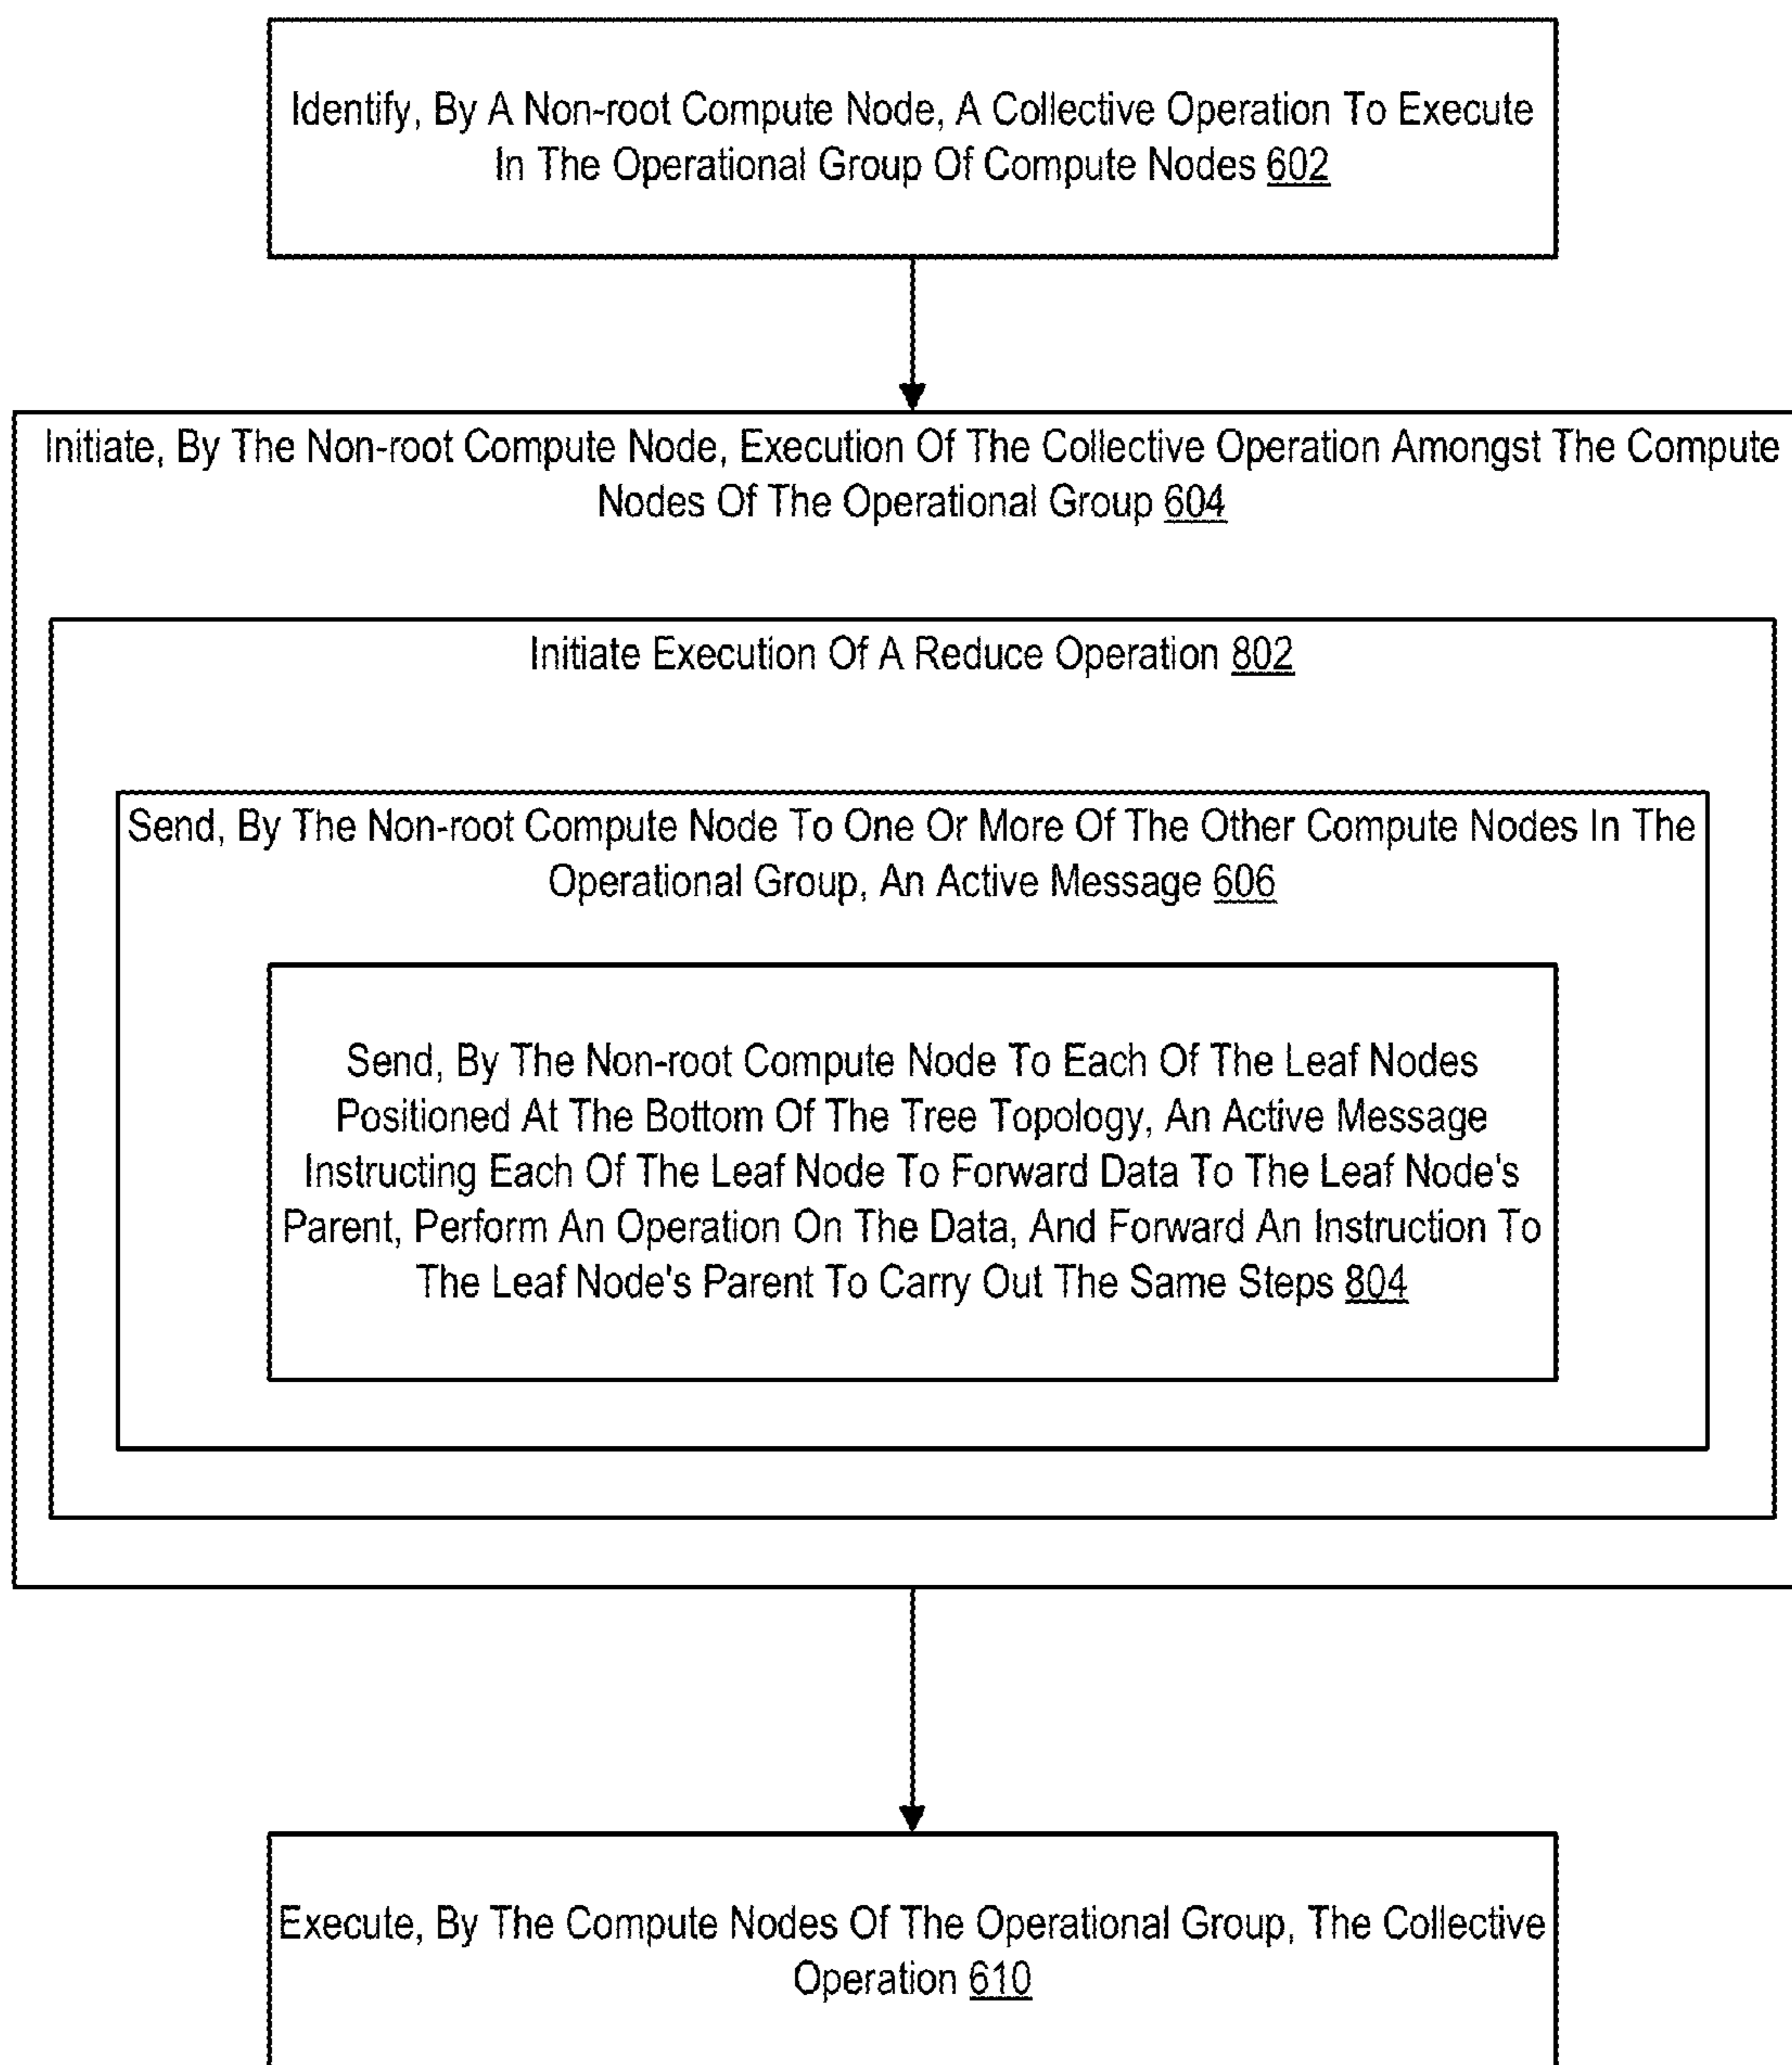 Identify, By A Non-root Compute Node, A Collective Operation To Execute
In The Operational Group Of Compute Nodes 602
Initiate, By The Non-root Compute Node, Execution Of The Collective Operation Amongst The Compute
Nodes Of The Operational Group 604
Initiate Execution Of A Reduce Operation 802
Send, By The Non-root Compute Node To One Or More Of The Other Compute Nodes In The
Operational Group, An Active Message 606
Send, By The Non-root Compute Node To Each Of The Leaf Nodes
Positioned At The Bottom Of The Tree Topology, An Active Message
Instructing Each Of The Leaf Node To Forward Data To The Leaf Node's
Parent, Perform An Operation On The Data, And Forward An Instruction To
The Leaf Node's Parent To Carry Out The Same Steps 804
Execute, By The Compute Nodes Of The Operational Group, The Collective
Operation 610